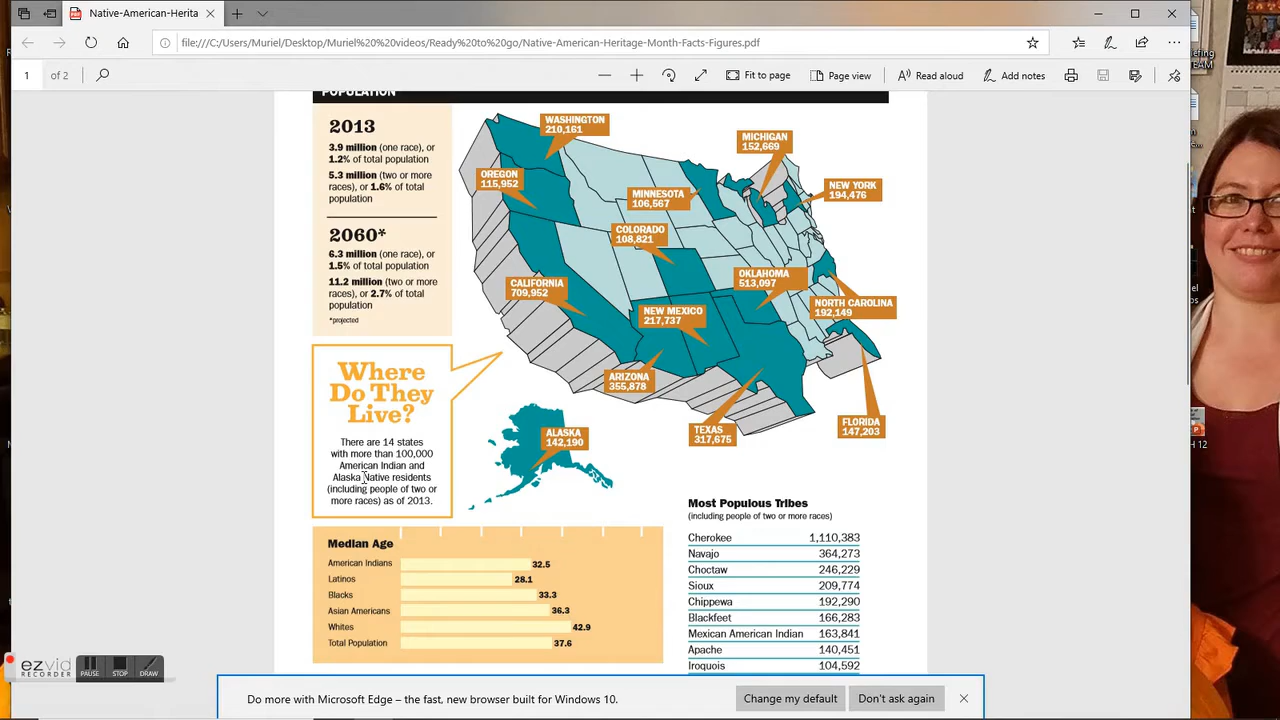 Native-American-Herita
file:///C:/Users/Muriel/Desktop/Muriel%20%20videos/Ready%20to%20go/Native-American-Heritage-Month-Facts-Figures.pdf
1 of 2
Fit to page
Page view
Read aloud
Add notes
POPULATION
2013
3.9 million (one race), or
1.2% of total population
5.3 million (two or more
races), or 1.6% of total
population
2060*
6.3 million (one race), or
1.5% of total population
11.2 million (two or more
races), or 2.7% of total
population
*projected
WASHINGTON
210,161
MICHIGAN
152,669
OREGON
115,952
MINNESOTA
106,567
NEW YORK
194,476
COLORADO
108,821
CALIFORNIA
709,952
OKLAHOMA
513,097
NEW MEXICO
217,737
NORTH CAROLINA
192,149
ARIZONA
355,878
TEXAS
317,675
FLORIDA
147,203
ALASKA
142,190
Where
Do They
Live?
There are 14 states
with more than 100,000
American Indian and
Alaska Native residents
(including people of two or
more races) as of 2013.
Median Age
American Indians 32.5
Latinos 28.1
Blacks 33.3
Asian Americans 36.3
Whites 42.9
Total Population 37.6
Most Populous Tribes
(including people of two or more races)
Cherokee 1,110,383
Navajo 364,273
Choctaw 246,229
Sioux 209,774
Chippewa 192,290
Blackfeet 166,283
Mexican American Indian 163,841
Apache 140,451
Iroquois 104,592
ezvid
RECORDER
PAUSE
STOP
DRAW
Do more with Microsoft Edge – the fast, new browser built for Windows 10.
Change my default
Don't ask again
H 12